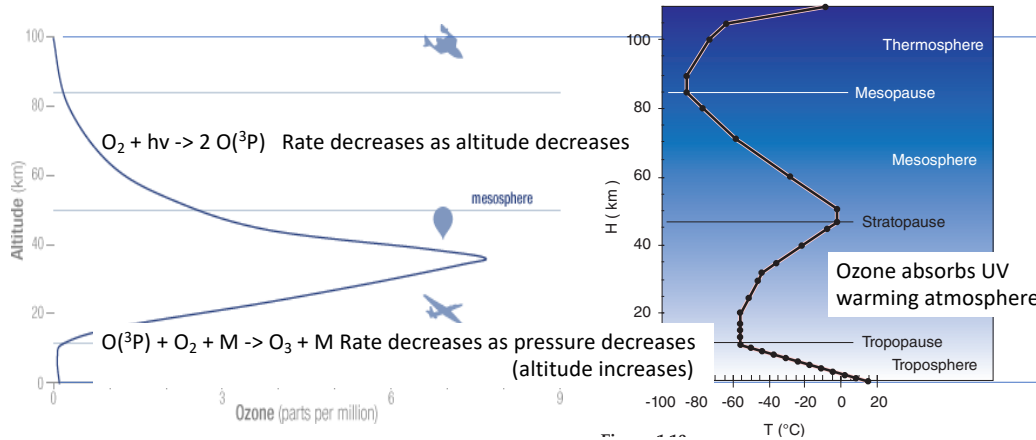 100
80
60
40
20
0
Altitude (km)
0
3
6
9
Ozone (parts per million)
mesosphere
O₂ + hv -> 2 O(³P) Rate decreases as altitude decreases
O(³P) + O₂ + M -> O₃ + M Rate decreases as pressure decreases
(altitude increases)
100
80
60
40
20
H ( km )
Thermosphere
Mesopause
Mesosphere
Stratopause
Ozone absorbs UV
warming atmosphere
Tropopause
Troposphere
-100 -80 -60 -40 -20 0 20
T (°C)